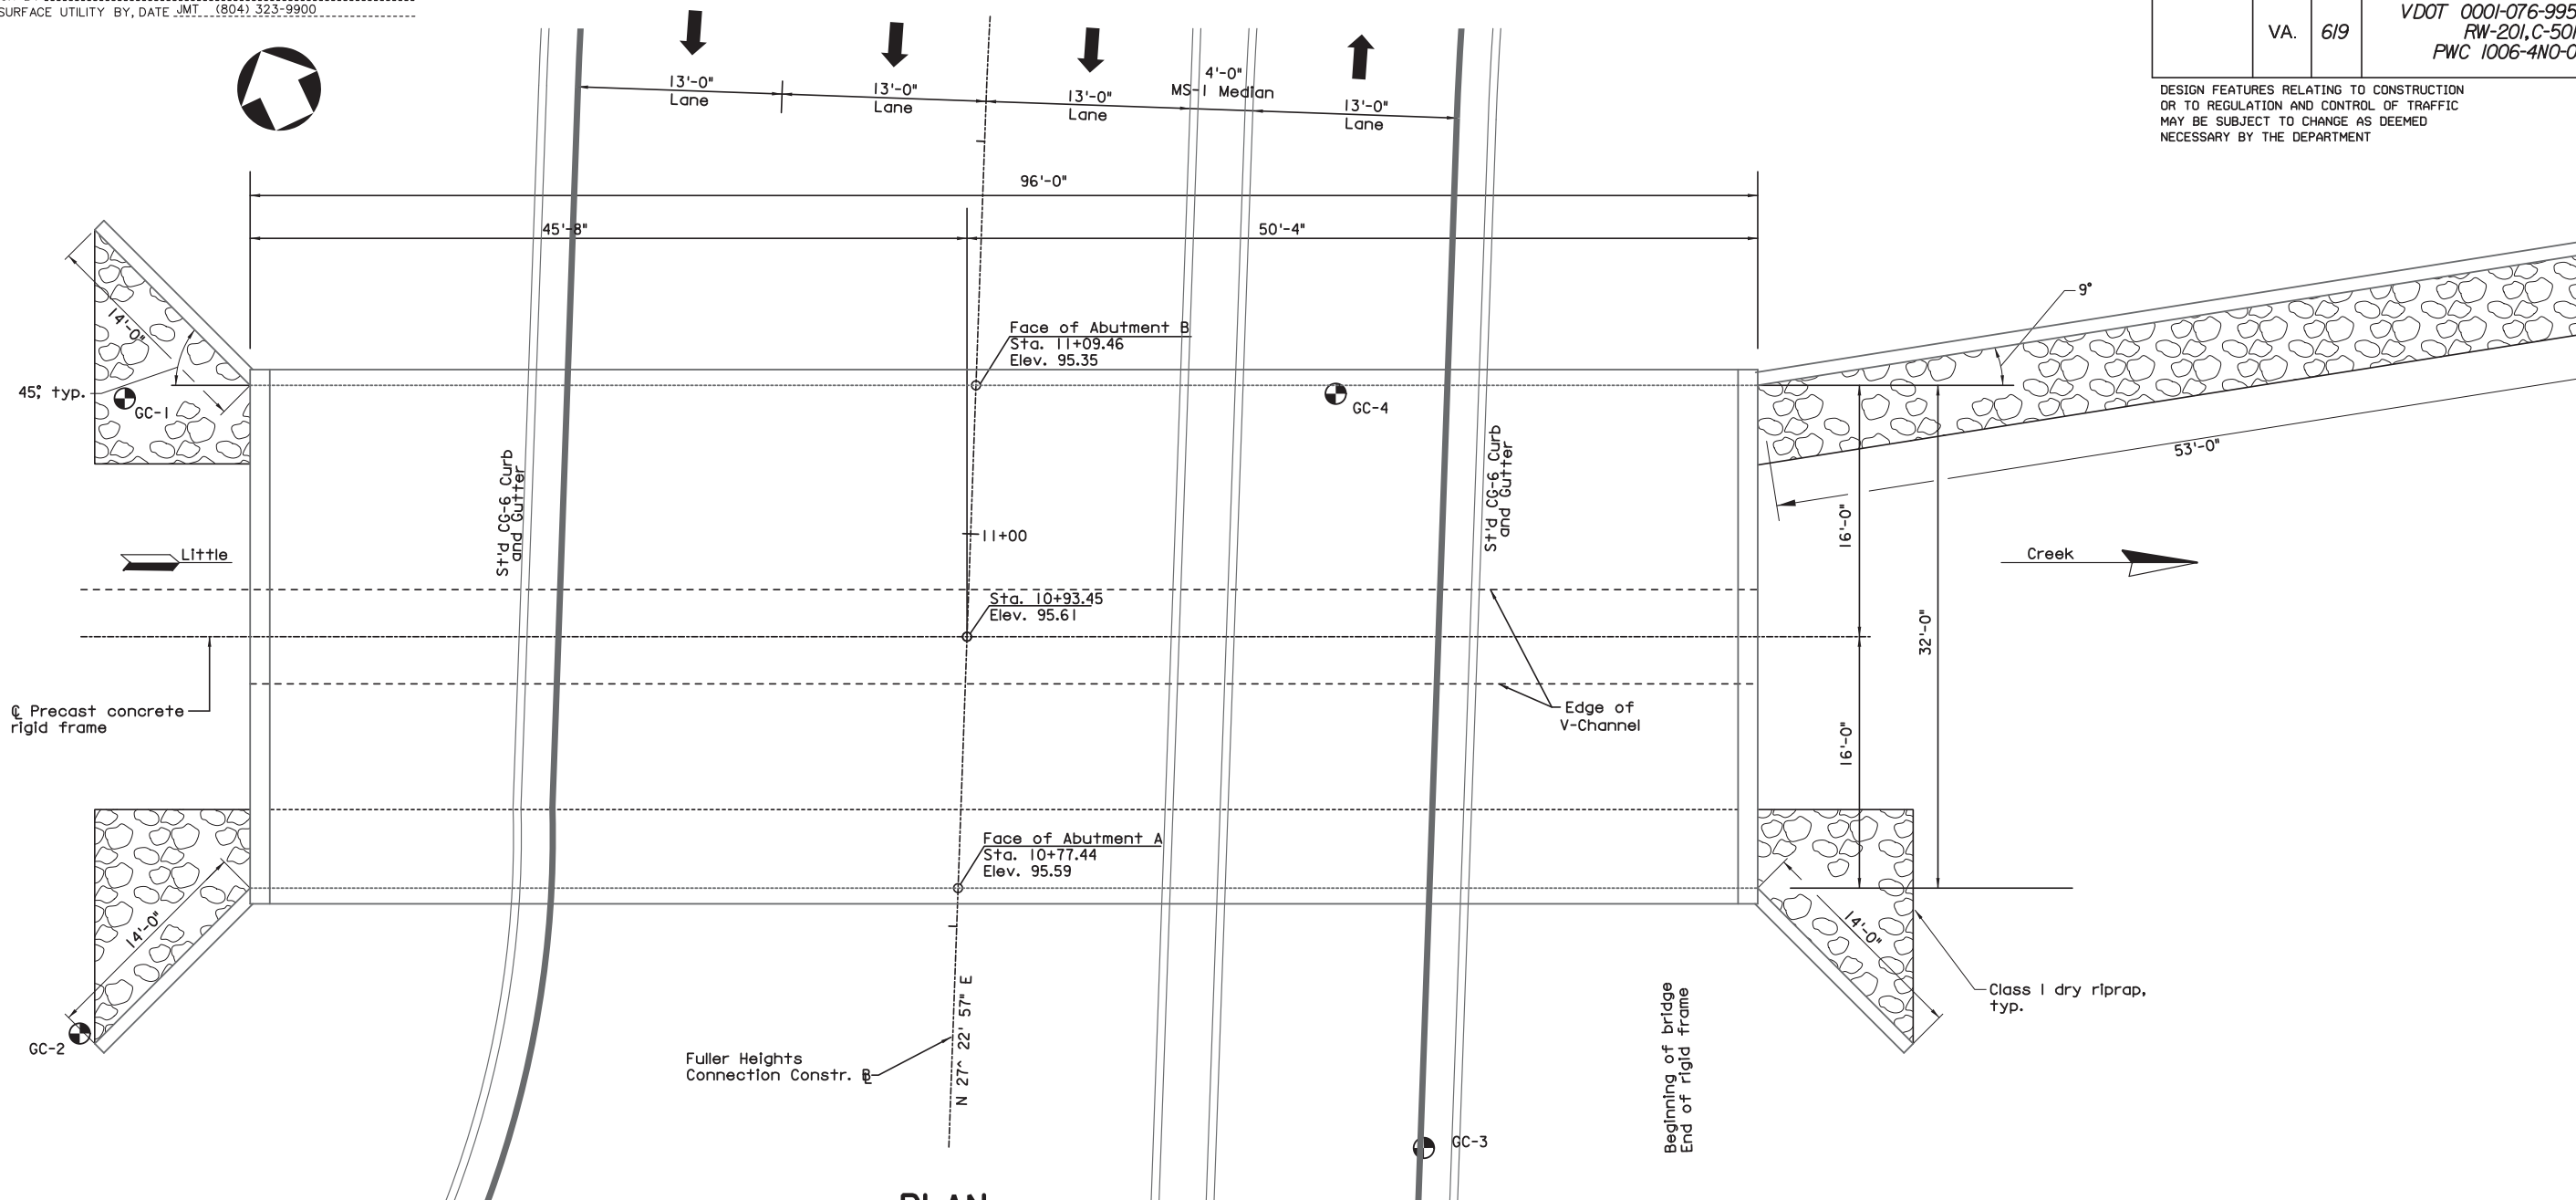 SURFACE UTILITY BY, DATE JMT (804) 323-9900
VA.
619
VDOT 0001-076-995
RW-201, C-501
PWC 1006-4N0-0
DESIGN FEATURES RELATING TO CONSTRUCTION
OR TO REGULATION AND CONTROL OF TRAFFIC
MAY BE SUBJECT TO CHANGE AS DEEMED
NECESSARY BY THE DEPARTMENT
13'-0"
Lane
13'-0"
Lane
13'-0"
Lane
4'-0"
MS-1 Median
13'-0"
Lane
96'-0"
45'-8"
50'-4"
14'-0"
45°, typ.
GC-1
Face of Abutment B
Sta. 11+09.46
Elev. 95.35
GC-4
9°
53'-0"
St'd CG-6 Curb
and Gutter
St'd CG-6 Curb
and Gutter
11+00
16'-0"
32'-0"
16'-0"
Little
Creek
Sta. 10+93.45
Elev. 95.61
℄ Precast concrete
rigid frame
Edge of
V-Channel
Face of Abutment A
Sta. 10+77.44
Elev. 95.59
14'-0"
14'-0"
GC-2
Class I dry riprap,
typ.
Fuller Heights
Connection Constr. BL
N 27^ 22' 57" E
Beginning of bridge
End of rigid frame
GC-3
PLAN